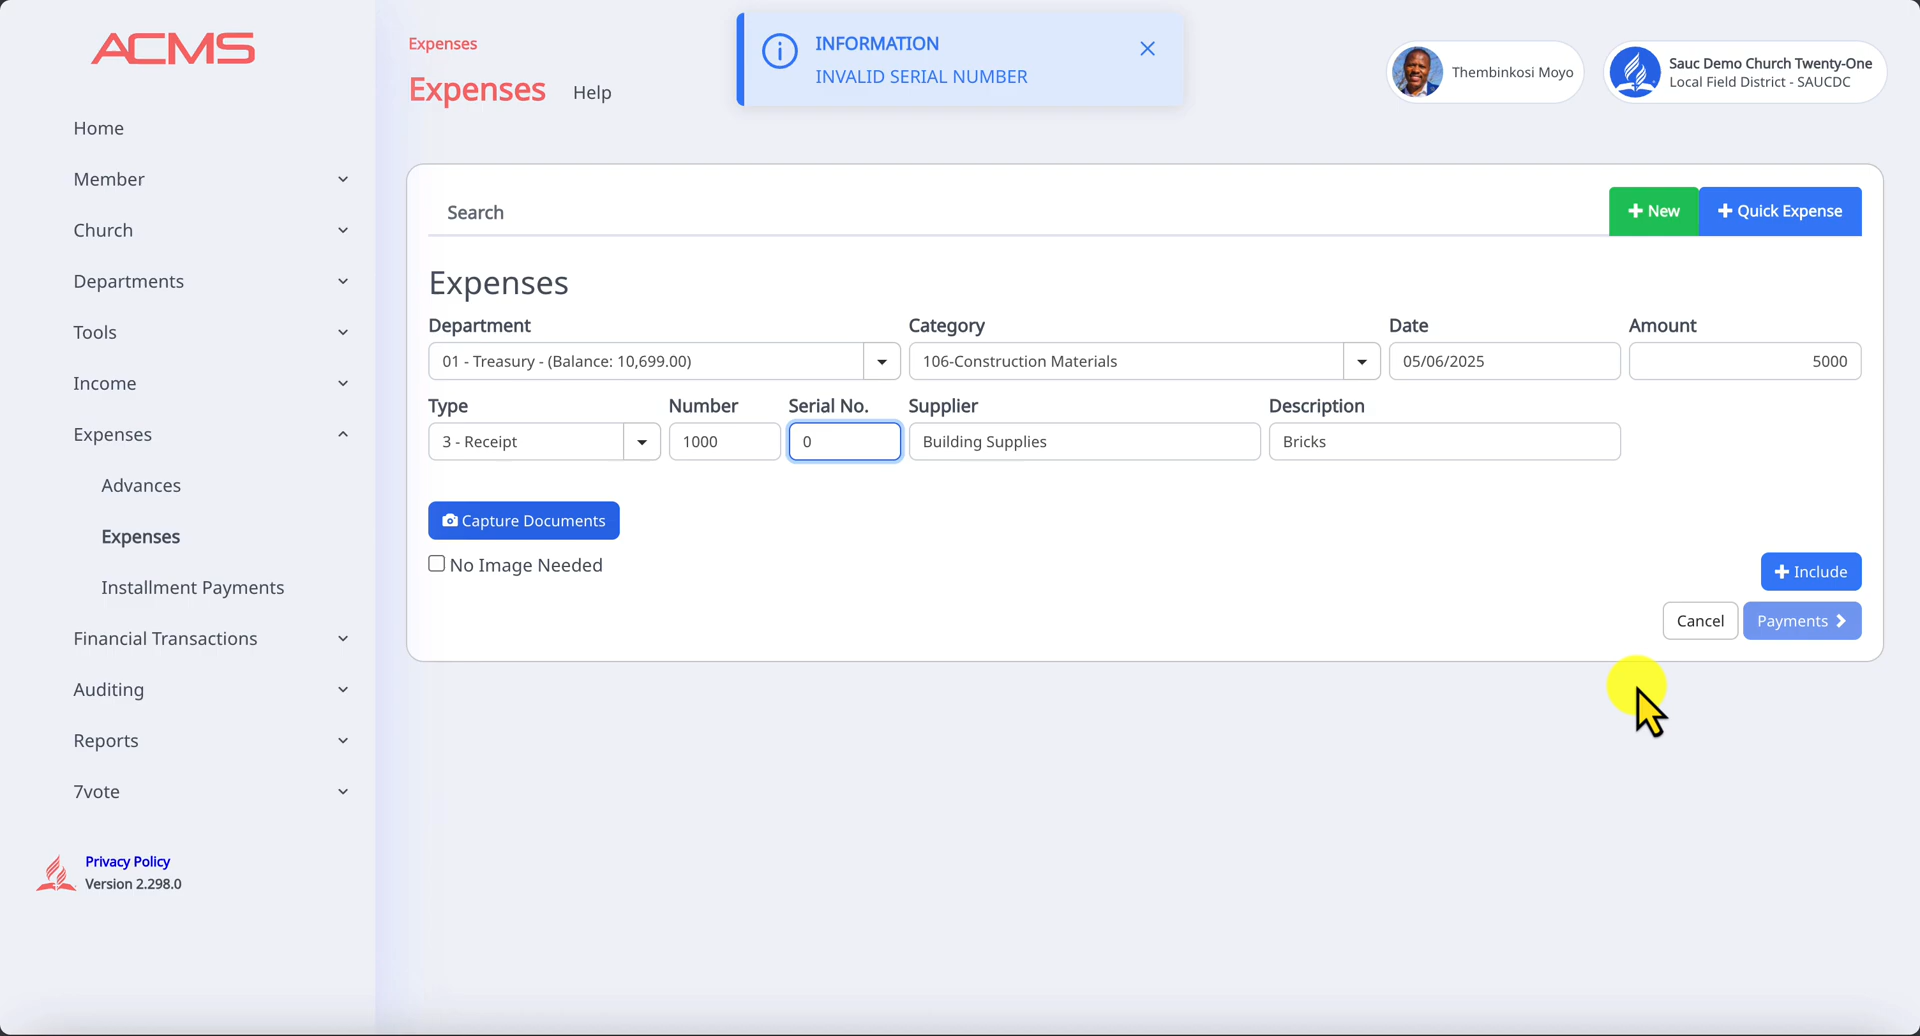 ACMS
Home
Member
Church
Departments
Tools
Income
Expenses
Advances
Expenses
Installment Payments
Financial Transactions
Auditing
Reports
7vote
Privacy Policy
Version 2.298.0
Expenses
Expenses Help
INFORMATION
INVALID SERIAL NUMBER
Thembinkosi Moyo
Sauc Demo Church Twenty-One
Local Field District - SAUCDC
Search
New
Quick Expense
Expenses
Department Category Date Amount
01 - Treasury - (Balance: 10,699.00) 106-Construction Materials 05/06/2025 5000
Type Number Serial No. Supplier Description
3 - Receipt 1000 0 Building Supplies Bricks
Capture Documents
No Image Needed
Include
Cancel Payments